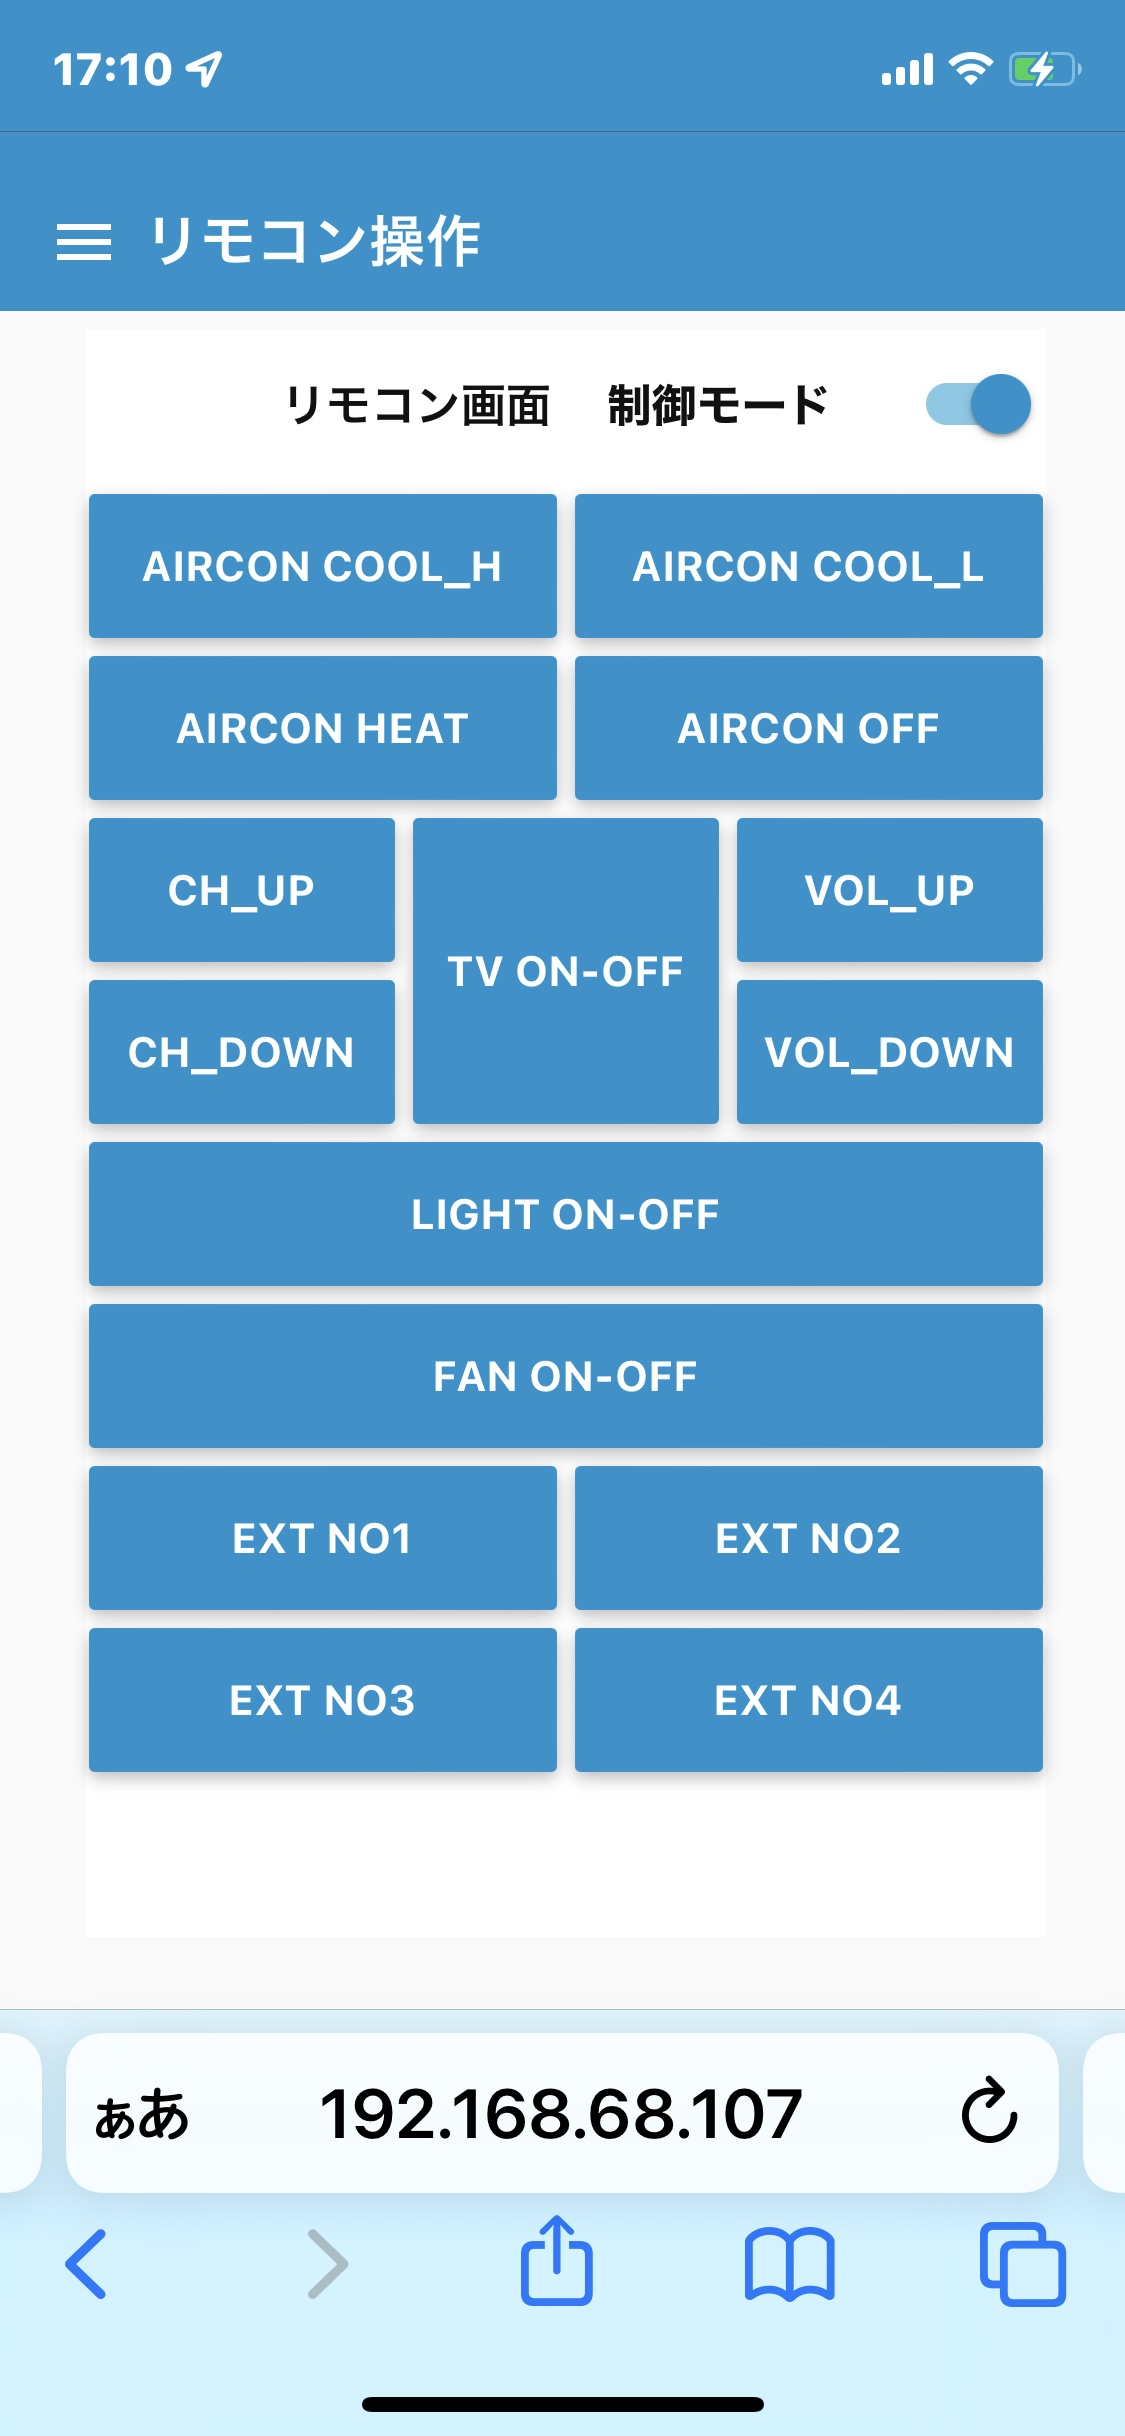 17:10
リモコン操作
リモコン画面 制御モード
AIRCON COOL_H AIRCON COOL_L
AIRCON HEAT AIRCON OFF
CH_UP VOL_UP
TV ON-OFF
CH_DOWN VOL_DOWN
LIGHT ON-OFF
FAN ON-OFF
EXT NO1 EXT NO2
EXT NO3 EXT NO4
ぁあ 192.168.68.107